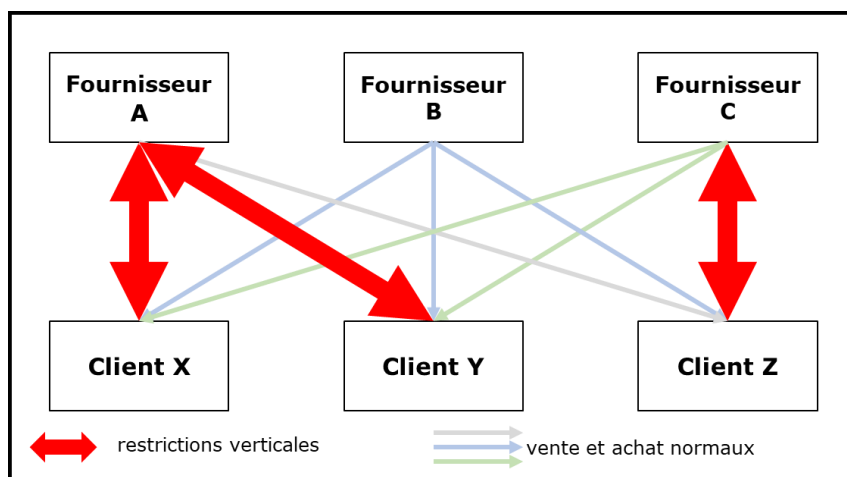 Fournisseur
A
Fournisseur
B
Fournisseur
C
Client X
Client Y
Client Z
restrictions verticales
vente et achat normaux